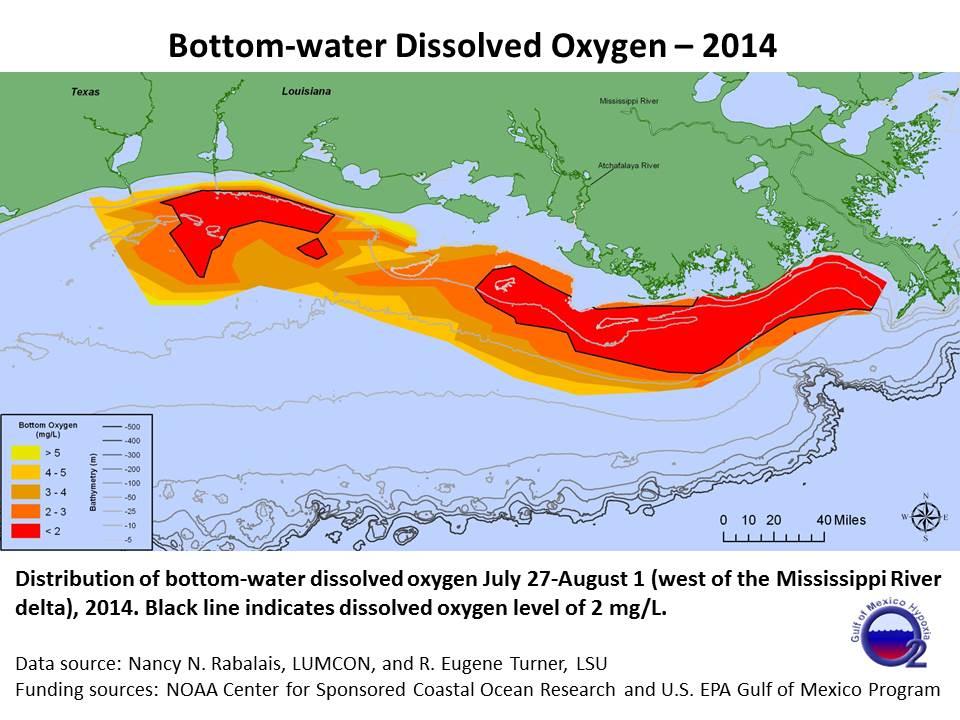 Bottom-water Dissolved Oxygen – 2014
Texas
Louisiana
Mississippi River
Atchafalaya River
Bottom Oxygen
(mg/L)
> 5
4 - 5
3 - 4
2 - 3
< 2
Bathymetry (m)
-500
-400
-300
-200
-100
-50
-25
-10
-5
0 10 20 40 Miles
N
W
E
S
Distribution of bottom-water dissolved oxygen July 27-August 1 (west of the Mississippi River
delta), 2014. Black line indicates dissolved oxygen level of 2 mg/L.
Gulf of Mexico Hypoxia
O2
Data source: Nancy N. Rabalais, LUMCON, and R. Eugene Turner, LSU
Funding sources: NOAA Center for Sponsored Coastal Ocean Research and U.S. EPA Gulf of Mexico Program